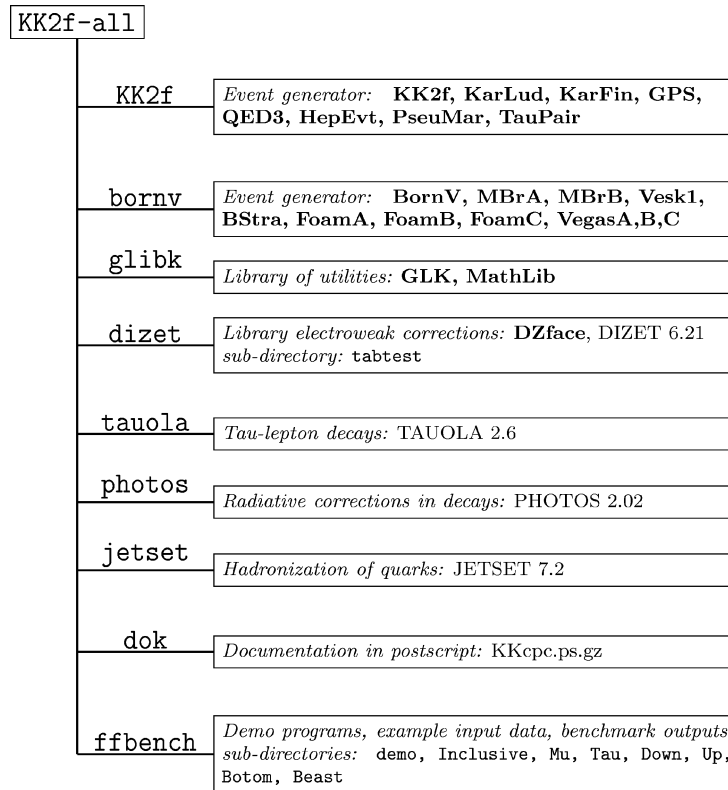 KK2f-all
KK2f
Event generator: KK2f, KarLud, KarFin, GPS,
QED3, HepEvt, PseuMar, TauPair
bornv
Event generator: BornV, MBrA, MBrB, Vesk1,
BStra, FoamA, FoamB, FoamC, VegasA,B,C
glibk
Library of utilities: GLK, MathLib
dizet
Library electroweak corrections: DZface, DIZET 6.21
sub-directory: tabtest
tauola
Tau-lepton decays: TAUOLA 2.6
photos
Radiative corrections in decays: PHOTOS 2.02
jetset
Hadronization of quarks: JETSET 7.2
dok
Documentation in postscript: KKcpc.ps.gz
ffbench
Demo programs, example input data, benchmark outputs
sub-directories: demo, Inclusive, Mu, Tau, Down, Up,
Botom, Beast